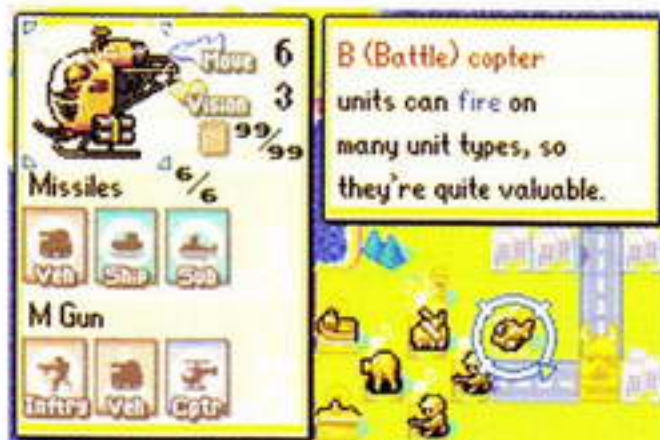 Move 6
Vision 3
99/99
Missiles 6/6
Veh Ship Sub
M Gun
Inftry Veh Cptr
B (Battle) copter
units can fire on
many unit types, so
they're quite valuable.